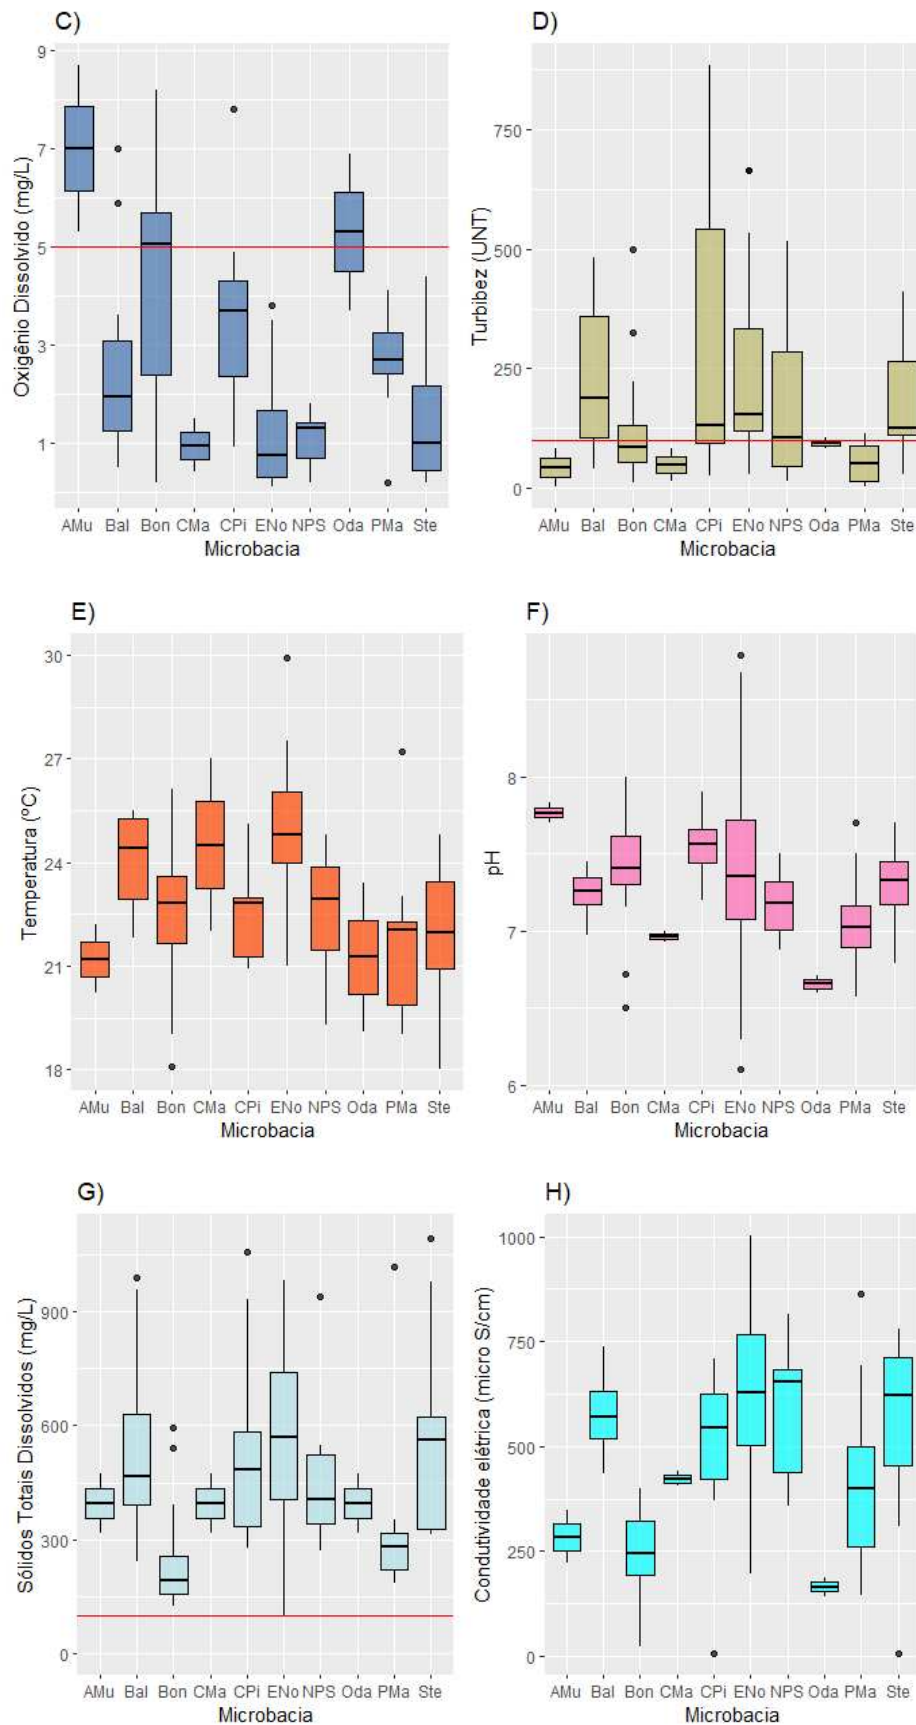 C)
Oxigênio Dissolvido (mg/L)
9
7
5
3
1
AMu Bal Bon CMa CPi ENo NPS Oda PMa Ste
Microbacia
D)
Turbibez (UNT)
750
500
250
0
AMu Bal Bon CMa CPi ENo NPS Oda PMa Ste
Microbacia
E)
Temperatura (ºC)
30
27
24
21
18
AMu Bal Bon CMa CPi ENo NPS Oda PMa Ste
Microbacia
F)
pH
8
7
6
AMu Bal Bon CMa CPi ENo NPS Oda PMa Ste
Microbacia
G)
Sólidos Totais Dissolvidos (mg/L)
900
600
300
0
AMu Bal Bon CMa CPi ENo NPS Oda PMa Ste
Microbacia
H)
Condutividade elétrica (micro S/cm)
1000
750
500
250
0
AMu Bal Bon CMa CPi ENo NPS Oda PMa Ste
Microbacia